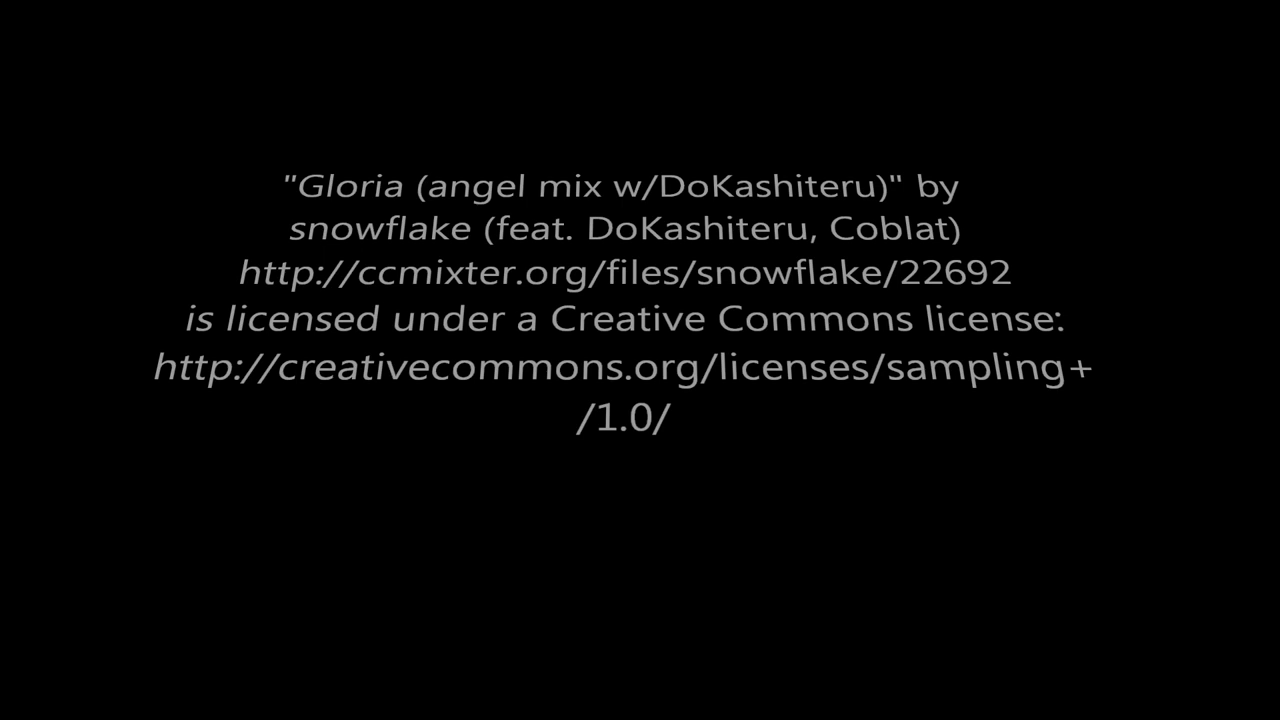 "Gloria (angel mix w/DoKashiteru)" by
snowflake (feat. DoKashiteru, Coblat)
http://ccmixter.org/files/snowflake/22692
is licensed under a Creative Commons license:
http://creativecommons.org/licenses/sampling+
/1.0/